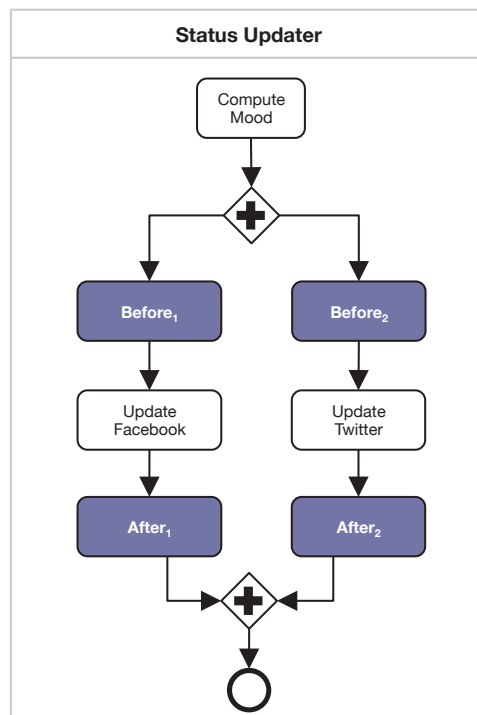 Status Updater
Compute
Mood
Before₁
Before₂
Update
Facebook
Update
Twitter
After₁
After₂